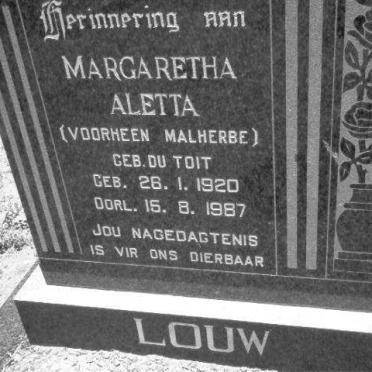 Herinnering aan
MARGARETHA
ALETTA
(VOORHEEN MALHERBE)
GEB. DU TOIT
GEB. 26. 1. 1920
OORL. 15. 8. 1987
JOU NAGEDAGTENIS
IS VIR ONS DIERBAAR
LOUW